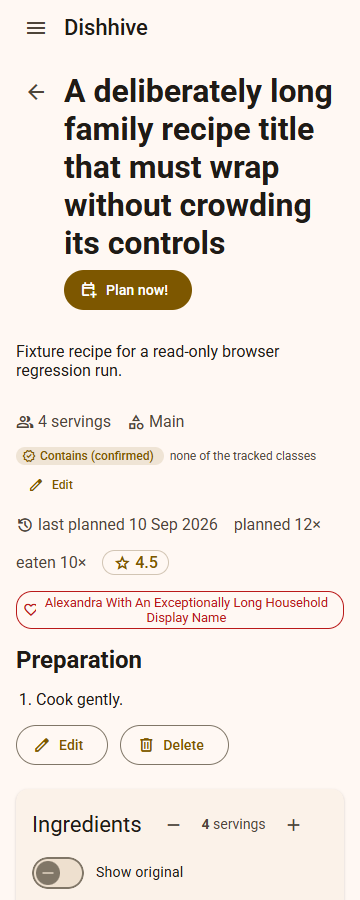 Dishhive
A deliberately long
family recipe title
that must wrap
without crowding
its controls
Plan now!
Fixture recipe for a read-only browser
regression run.
4 servings Main
Contains (confirmed) none of the tracked classes
Edit
last planned 10 Sep 2026 planned 12×
eaten 10× 4.5
Alexandra With An Exceptionally Long Household
Display Name
Preparation
1. Cook gently.
Edit Delete
Ingredients − 4 servings +
Show original